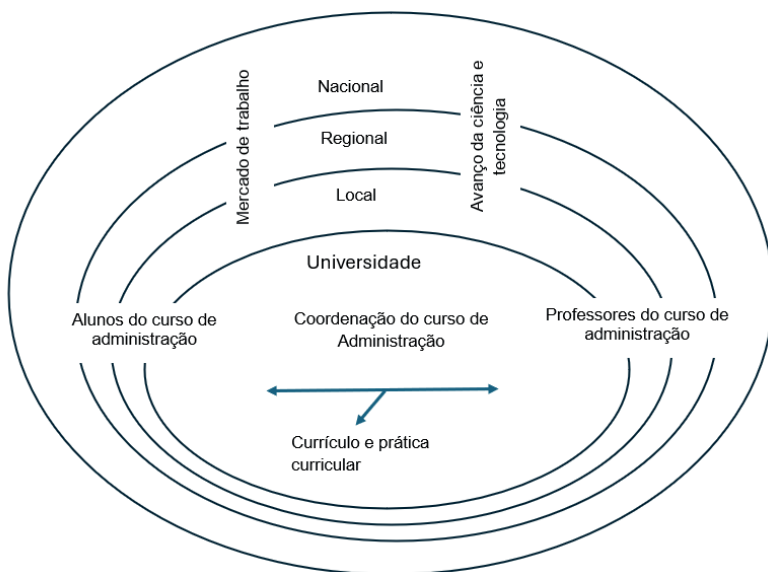 Nacional
Regional
Local
Mercado de trabalho
Avanço da ciência e
tecnologia
Universidade
Alunos do curso de
administração
Coordenação do curso de
Administração
Professores do curso de
administração
Currículo e prática
curricular